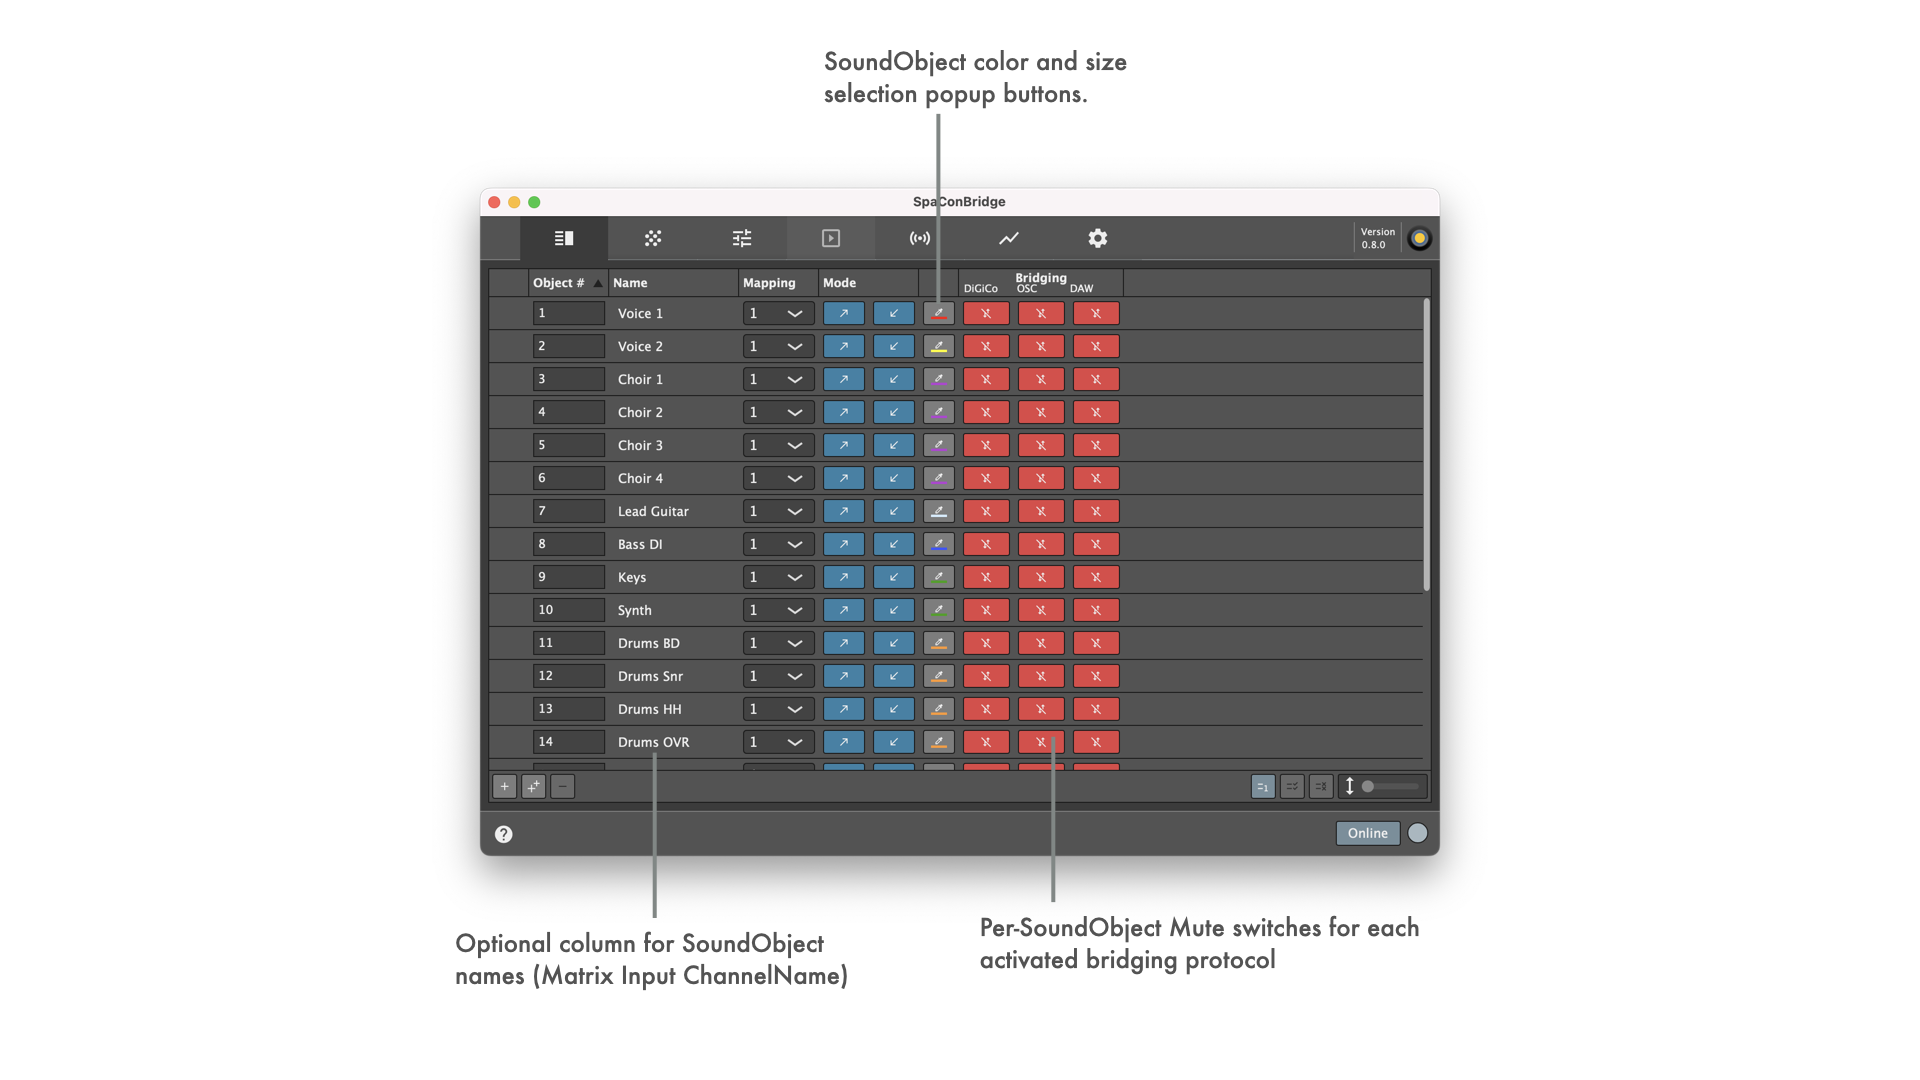 SoundObject color and size
selection popup buttons.
SpaConBridge
Version
0.8.0
Object # Name Mapping Mode Bridging
DiGiCo OSC DAW
1 Voice 1 1
2 Voice 2 1
3 Choir 1 1
4 Choir 2 1
5 Choir 3 1
6 Choir 4 1
7 Lead Guitar 1
8 Bass DI 1
9 Keys 1
10 Synth 1
11 Drums BD 1
12 Drums Snr 1
13 Drums HH 1
14 Drums OVR 1
Online
Optional column for SoundObject
names (Matrix Input ChannelName)
Per-SoundObject Mute switches for each
activated bridging protocol